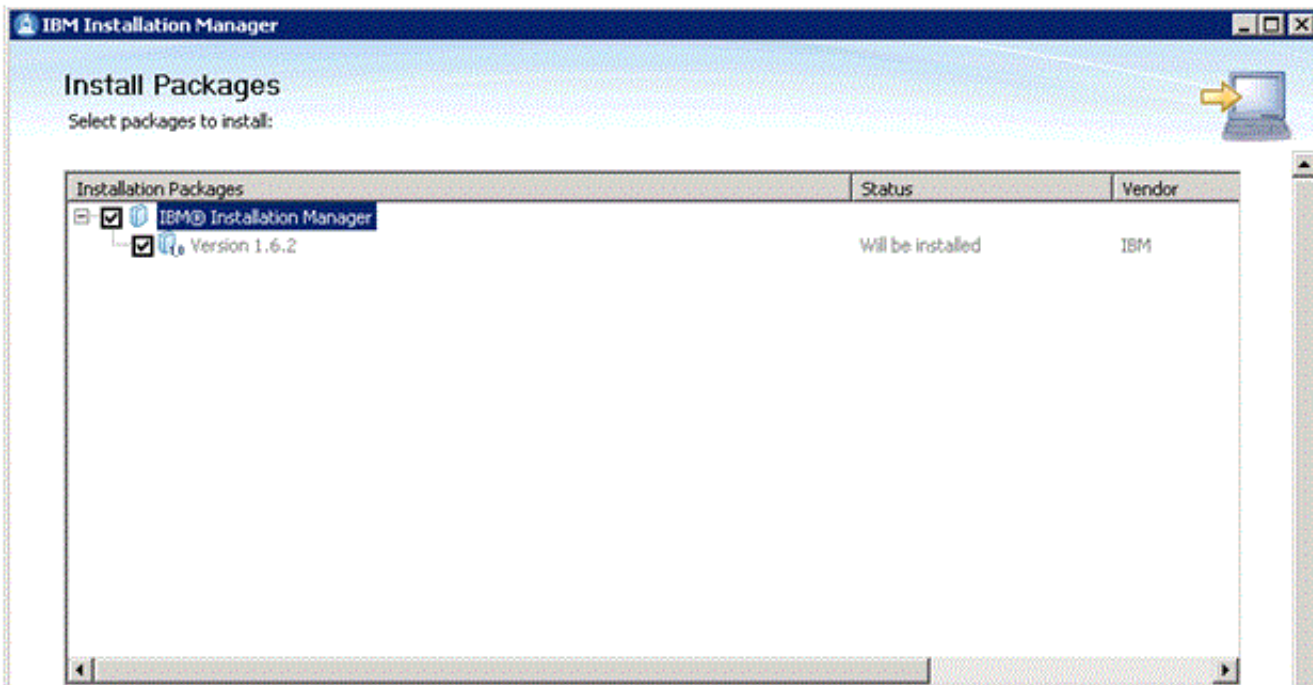 IBM Installation Manager
Install Packages
Select packages to install:
Installation Packages Status Vendor
IBM® Installation Manager
Version 1.6.2 Will be installed IBM